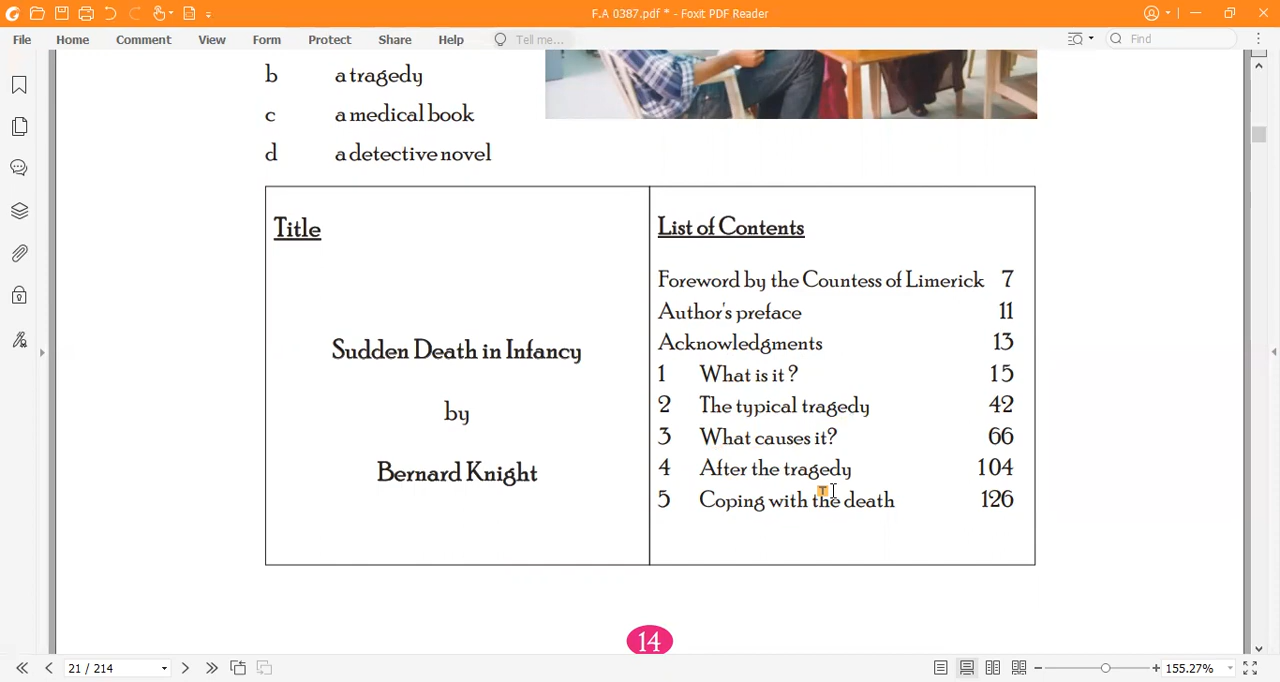 F.A 0387.pdf * - Foxit PDF Reader
File Home Comment View Form Protect Share Help Tell me... Find
b a tragedy
c a medical book
d a detective novel
Title
Sudden Death in Infancy
by
Bernard Knight
List of Contents
Foreword by the Countess of Limerick 7
Author's preface 11
Acknowledgments 13
1 What is it ? 15
2 The typical tragedy 42
3 What causes it? 66
4 After the tragedy 104
5 Coping with the death 126
T
14
21 / 214 155.27%